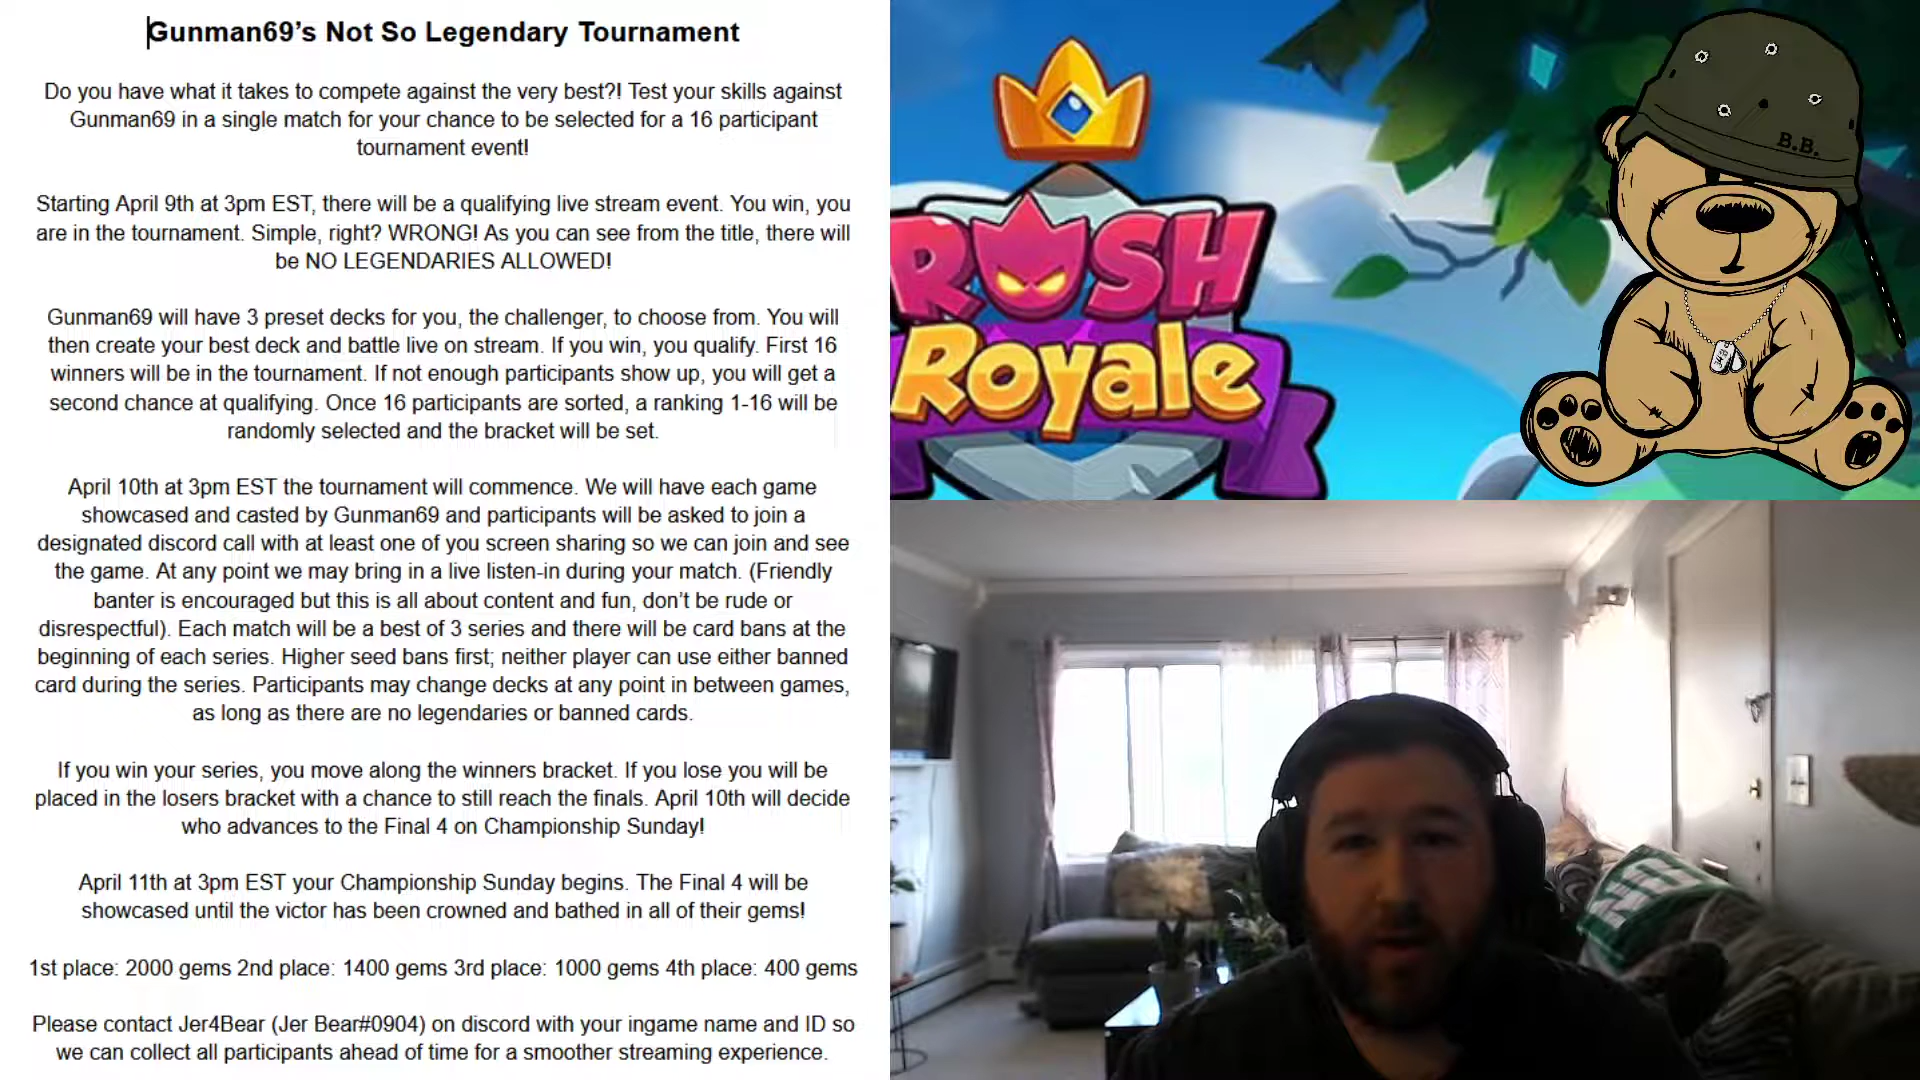 Gunman69’s Not So Legendary Tournament
Do you have what it takes to compete against the very best?! Test your skills against
Gunman69 in a single match for your chance to be selected for a 16 participant
tournament event!
Starting April 9th at 3pm EST, there will be a qualifying live stream event. You win, you
are in the tournament. Simple, right? WRONG! As you can see from the title, there will
be NO LEGENDARIES ALLOWED!
Gunman69 will have 3 preset decks for you, the challenger, to choose from. You will
then create your best deck and battle live on stream. If you win, you qualify. First 16
winners will be in the tournament. If not enough participants show up, you will get a
second chance at qualifying. Once 16 participants are sorted, a ranking 1-16 will be
randomly selected and the bracket will be set.
April 10th at 3pm EST the tournament will commence. We will have each game
showcased and casted by Gunman69 and participants will be asked to join a
designated discord call with at least one of you screen sharing so we can join and see
the game. At any point we may bring in a live listen-in during your match. (Friendly
banter is encouraged but this is all about content and fun, don’t be rude or
disrespectful). Each match will be a best of 3 series and there will be card bans at the
beginning of each series. Higher seed bans first; neither player can use either banned
card during the series. Participants may change decks at any point in between games,
as long as there are no legendaries or banned cards.
If you win your series, you move along the winners bracket. If you lose you will be
placed in the losers bracket with a chance to still reach the finals. April 10th will decide
who advances to the Final 4 on Championship Sunday!
April 11th at 3pm EST your Championship Sunday begins. The Final 4 will be
showcased until the victor has been crowned and bathed in all of their gems!
1st place: 2000 gems 2nd place: 1400 gems 3rd place: 1000 gems 4th place: 400 gems
Please contact Jer4Bear (Jer Bear#0904) on discord with your ingame name and ID so
we can collect all participants ahead of time for a smoother streaming experience.
RUSH
Royale
B.B.